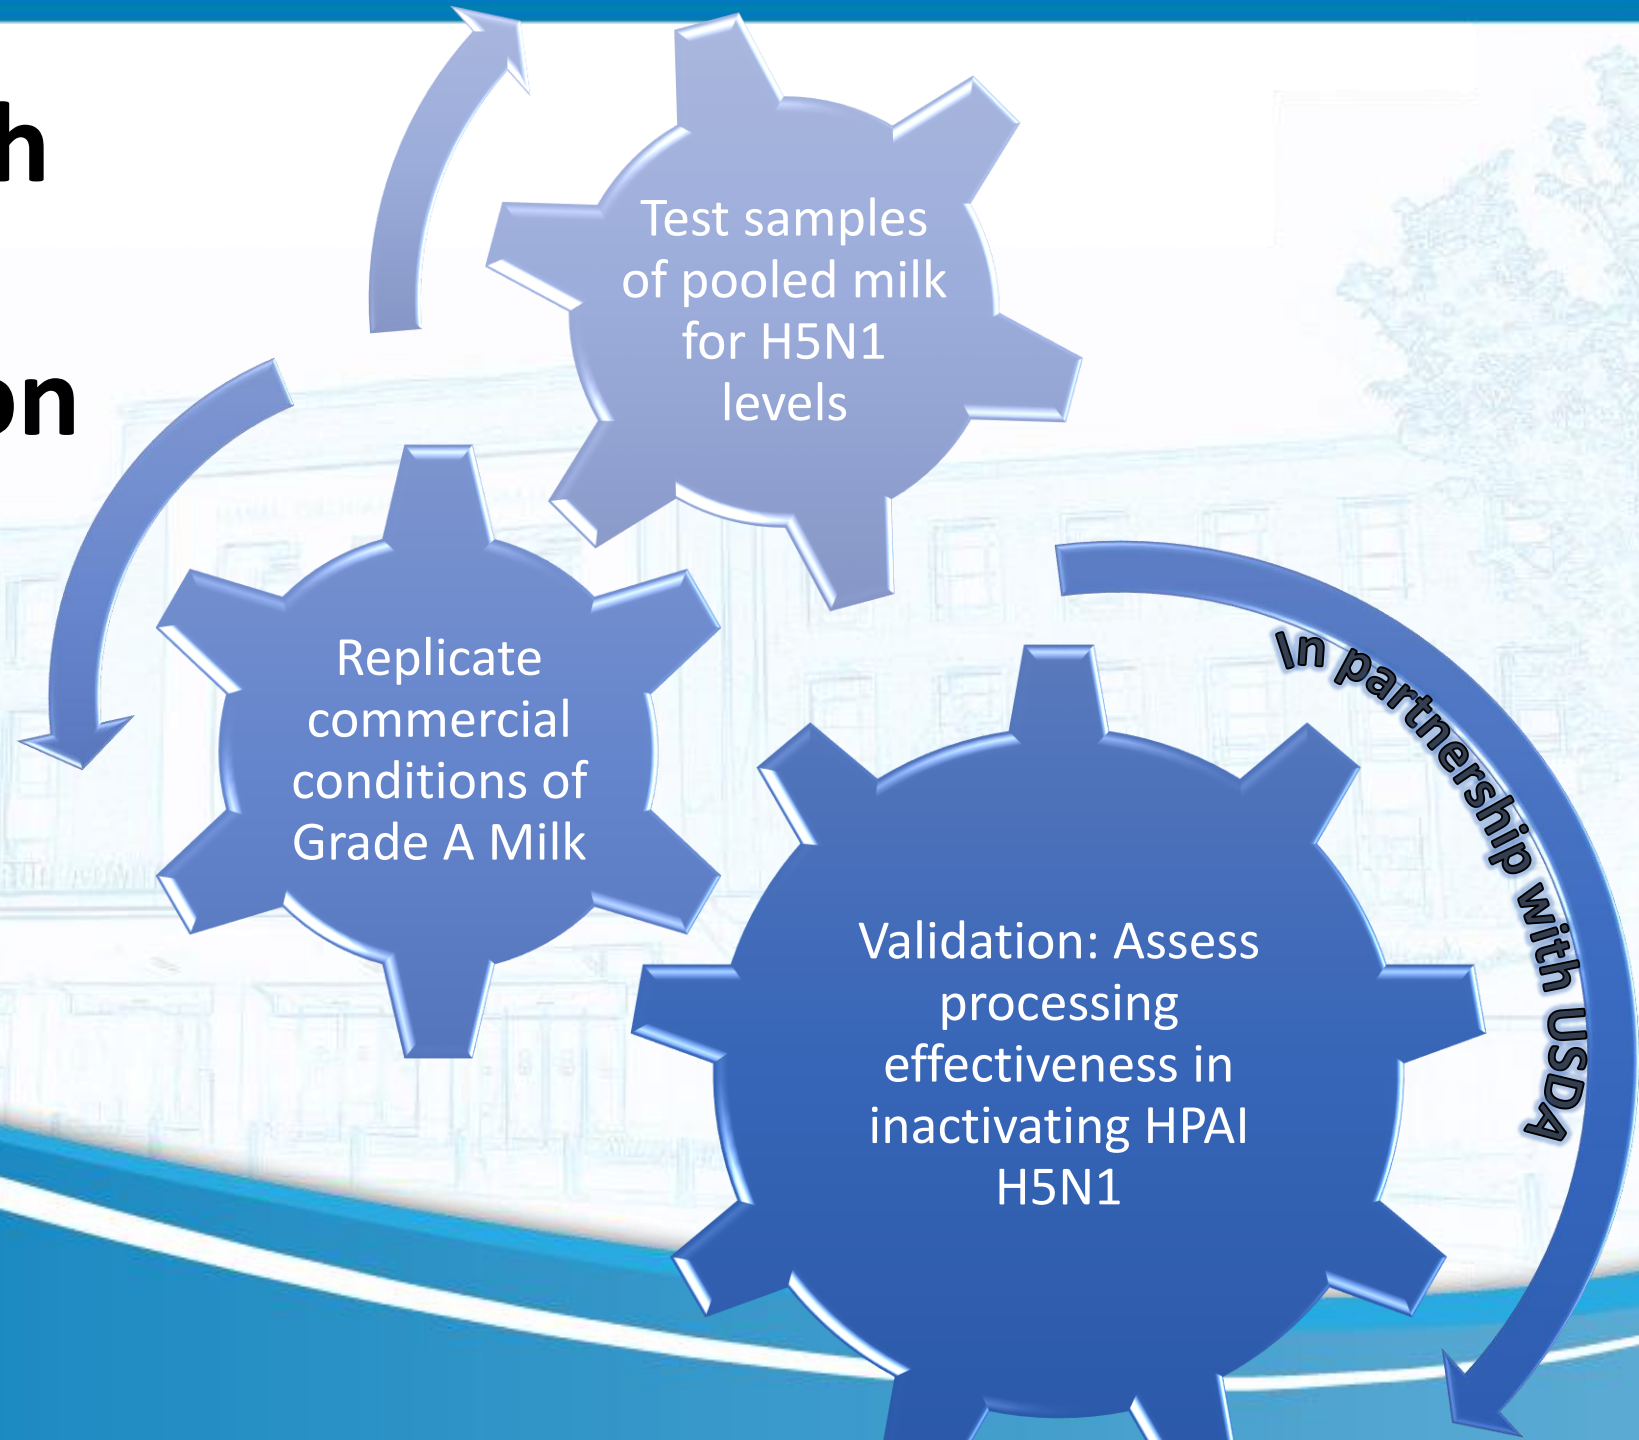 h
on
Test samples
of pooled milk
for H5N1
levels
Replicate
commercial
conditions of
Grade A Milk
In partnership with USDA
Validation: Assess
processing
effectiveness in
inactivating HPAI
H5N1